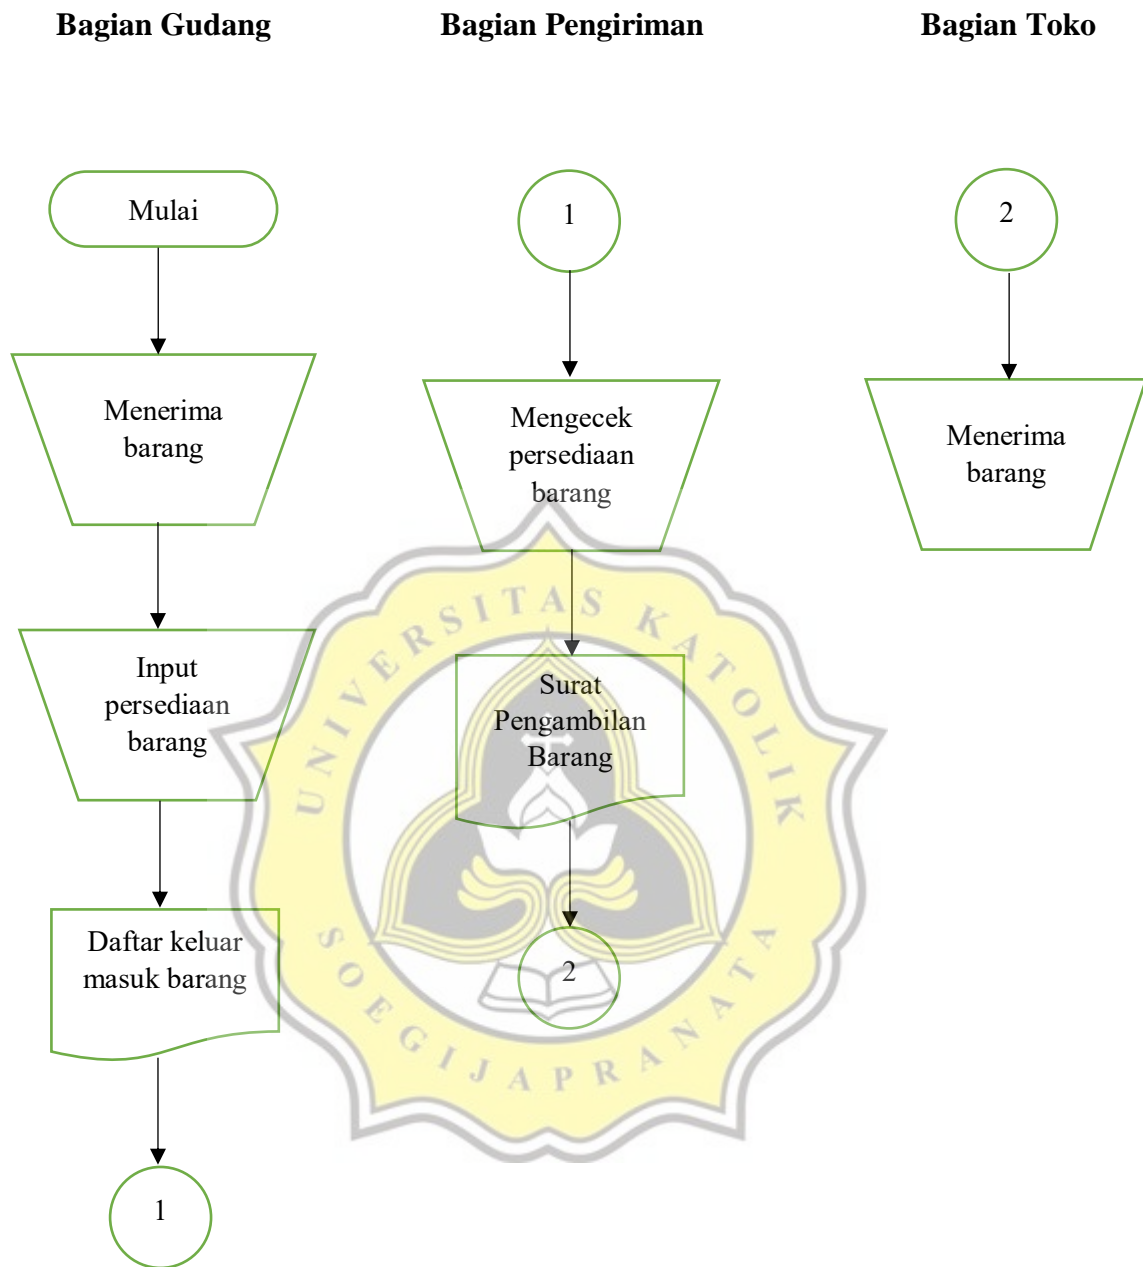 Bagian Gudang
Mulai
Menerima
barang
Input
persediaan
barang
Daftar keluar
masuk barang
1
Bagian Pengiriman
1
Mengecek
persediaan
barang
Surat
Pengambilan
Barang
2
Bagian Toko
2
Menerima
barang
UNIVERSITAS KATOLIK
SOEGIJAPRANATA